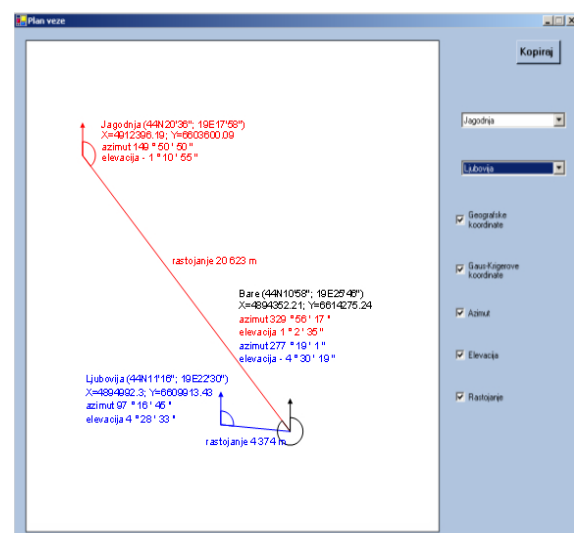 Plan veze
Kopiraj
Jagodnja (44N20'36"; 19E17'58")
X=4912396.19; Y=6603600.09
azimut 149 ° 50 ' 50 "
elevacija - 1 ° 10 ' 55 "
Jagodnja
Ljubovija
Geografske
koordinate
rastojanje 20 623 m
Gaus-Krigerove
koordinate
Bare (44N10'58"; 19E25'46")
X=4894352.21; Y=6614275.24
azimut 329 ° 56 ' 17 "
elevacija 1 ° 2 ' 35 "
azimut 277 ° 19 ' 1 "
elevacija - 4 ° 30 ' 19 "
Azimut
Elevacija
Ljubovija (44N11'16"; 19E22'30")
X=4894992.3; Y=6609913.43
azimut 97 ° 16 ' 45 "
elevacija 4 ° 28 ' 33 "
Rastojanje
rastojanje 4 374 m